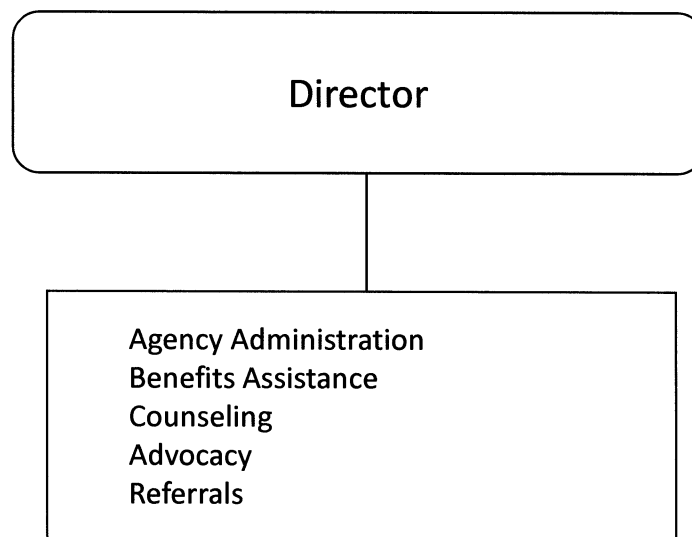 Director
Agency Administration
Benefits Assistance
Counseling
Advocacy
Referrals